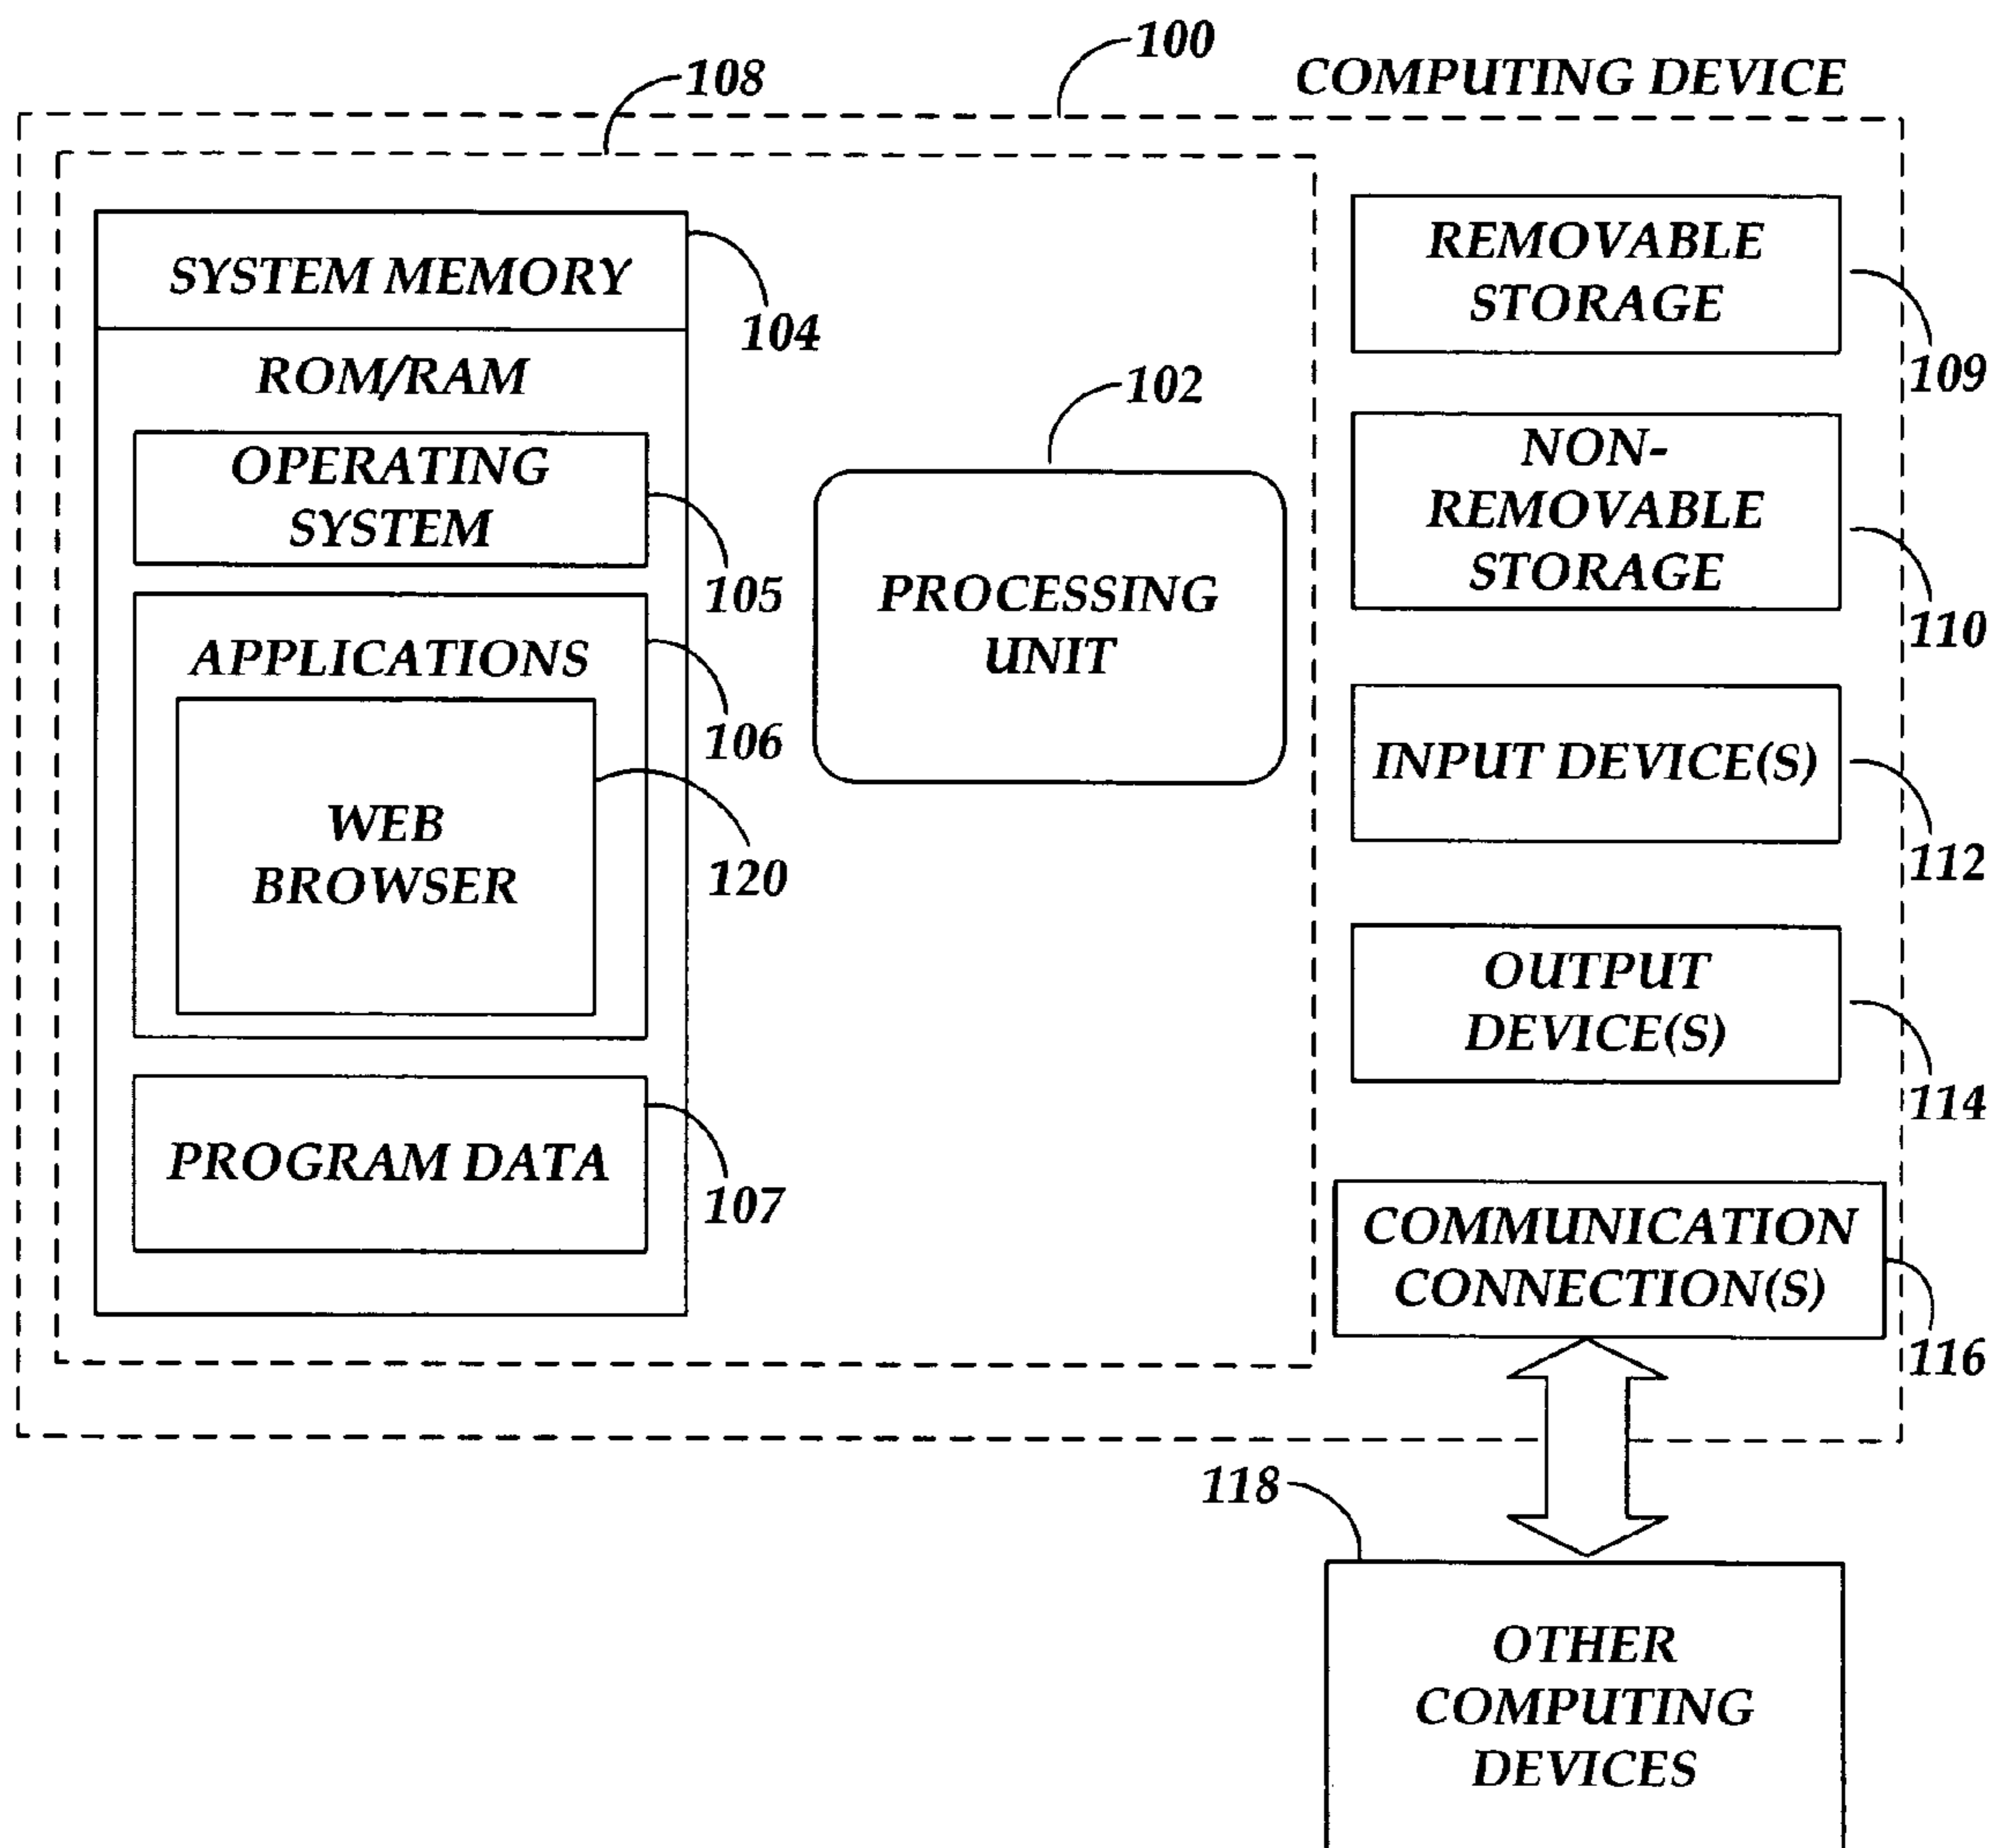 100
COMPUTING DEVICE
108
SYSTEM MEMORY
104
ROM/RAM
OPERATING
SYSTEM
105
APPLICATIONS
106
WEB
BROWSER
120
PROGRAM DATA
107
102
PROCESSING
UNIT
REMOVABLE
STORAGE
109
NON-
REMOVABLE
STORAGE
110
INPUT DEVICE(S)
112
OUTPUT
DEVICE(S)
114
COMMUNICATION
CONNECTION(S)
116
118
OTHER
COMPUTING
DEVICES